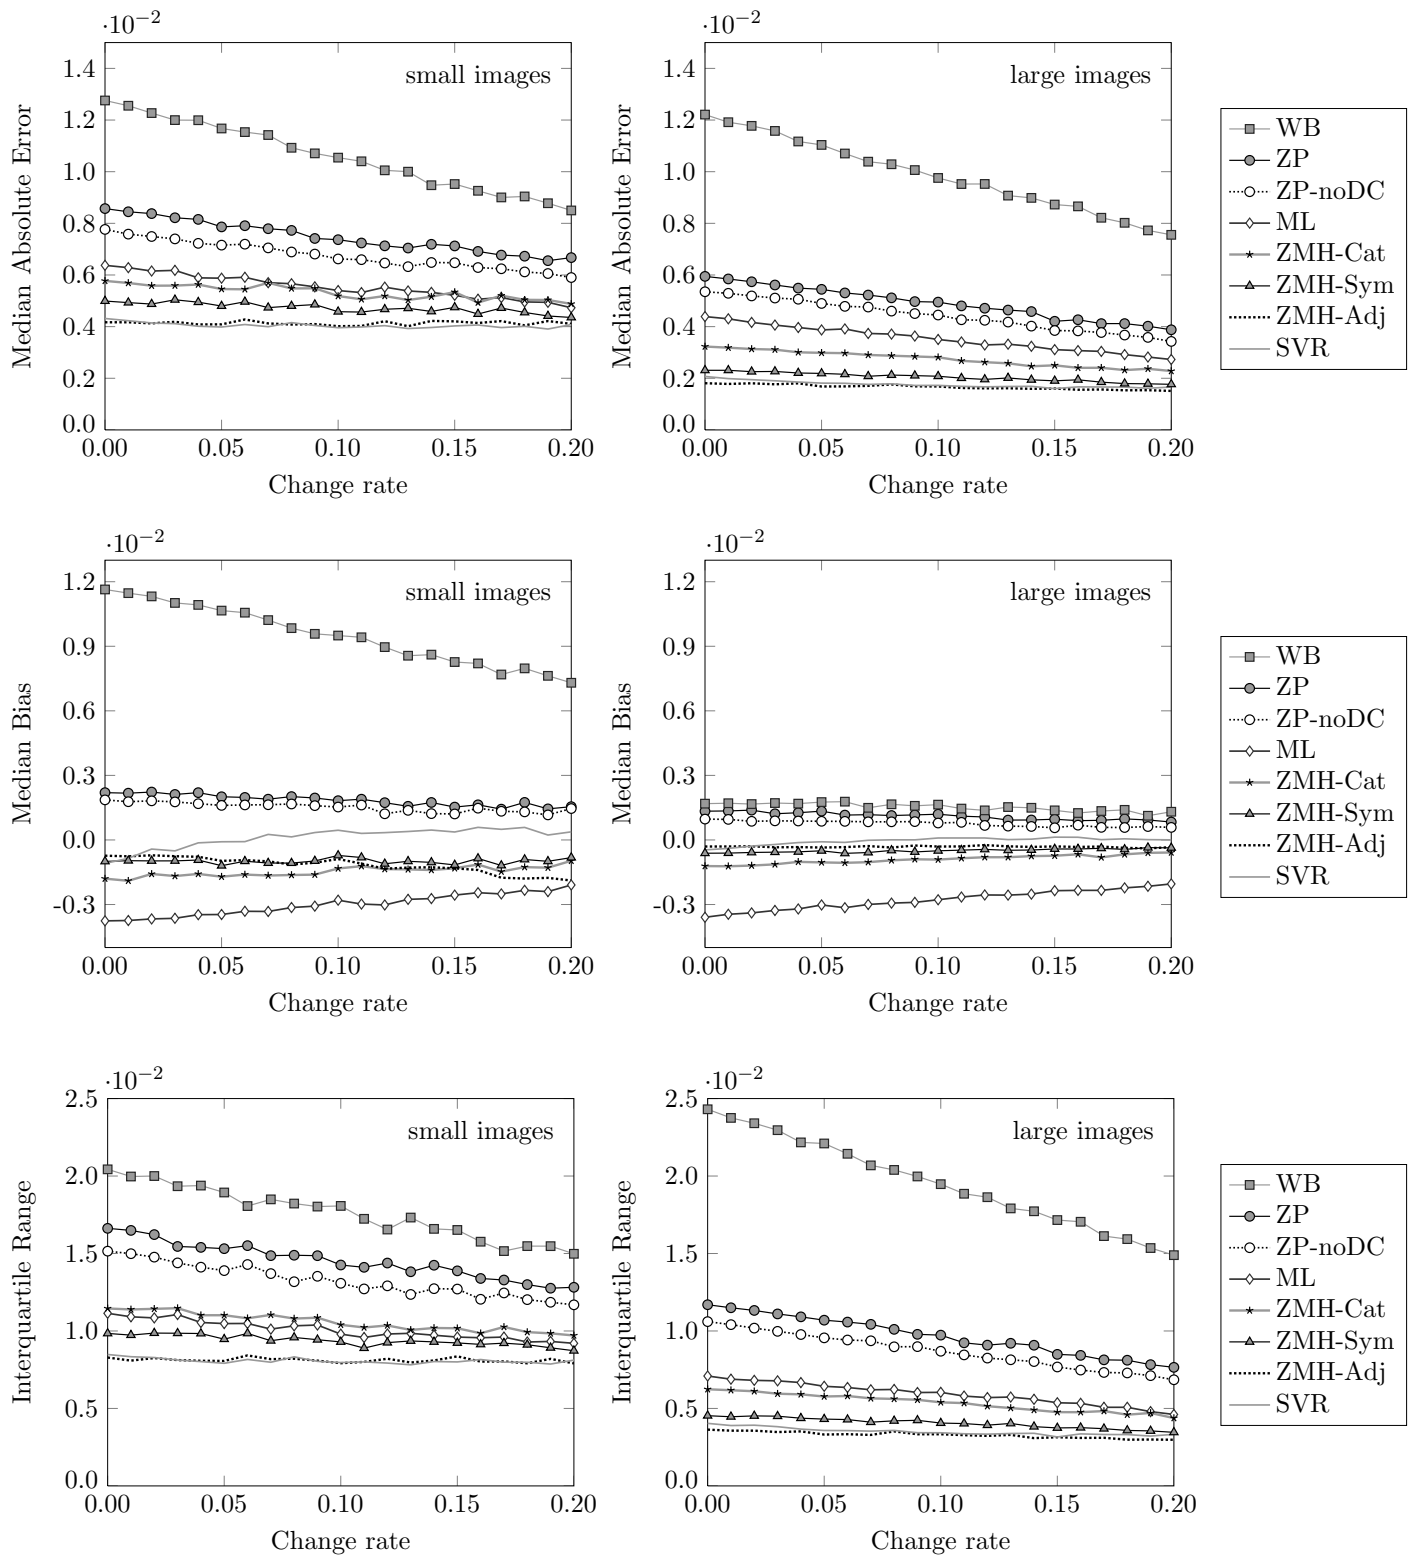 ·10−2
1.4
1.2
1.0
0.8
0.6
0.4
0.2
0.0
0.00 0.05 0.10 0.15 0.20
Median Absolute Error
Change rate
small images
·10−2
1.4
1.2
1.0
0.8
0.6
0.4
0.2
0.0
0.00 0.05 0.10 0.15 0.20
Median Absolute Error
Change rate
large images
WB
ZP
ZP-noDC
ML
ZMH-Cat
ZMH-Sym
ZMH-Adj
SVR
·10−2
1.2
0.9
0.6
0.3
0.0
-0.3
0.00 0.05 0.10 0.15 0.20
Median Bias
Change rate
small images
·10−2
1.2
0.9
0.6
0.3
0.0
-0.3
0.00 0.05 0.10 0.15 0.20
Median Bias
Change rate
large images
WB
ZP
ZP-noDC
ML
ZMH-Cat
ZMH-Sym
ZMH-Adj
SVR
·10−2
2.5
2.0
1.5
1.0
0.5
0.0
0.00 0.05 0.10 0.15 0.20
Interquartile Range
Change rate
small images
·10−2
2.5
2.0
1.5
1.0
0.5
0.0
0.00 0.05 0.10 0.15 0.20
Interquartile Range
Change rate
large images
WB
ZP
ZP-noDC
ML
ZMH-Cat
ZMH-Sym
ZMH-Adj
SVR